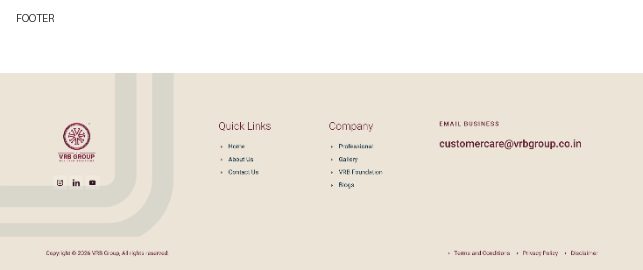 FOOTER
VRB GROUP
Quick Links
Home
About Us
Contact Us
Company
Professional
Gallery
VRB Foundation
Blogs
EMAIL BUSINESS
customercare@vrbgroup.co.in
Copyright © 2026 VRB Group, All rights reserved.
Terms and Conditions
Privacy Policy
Disclaimer